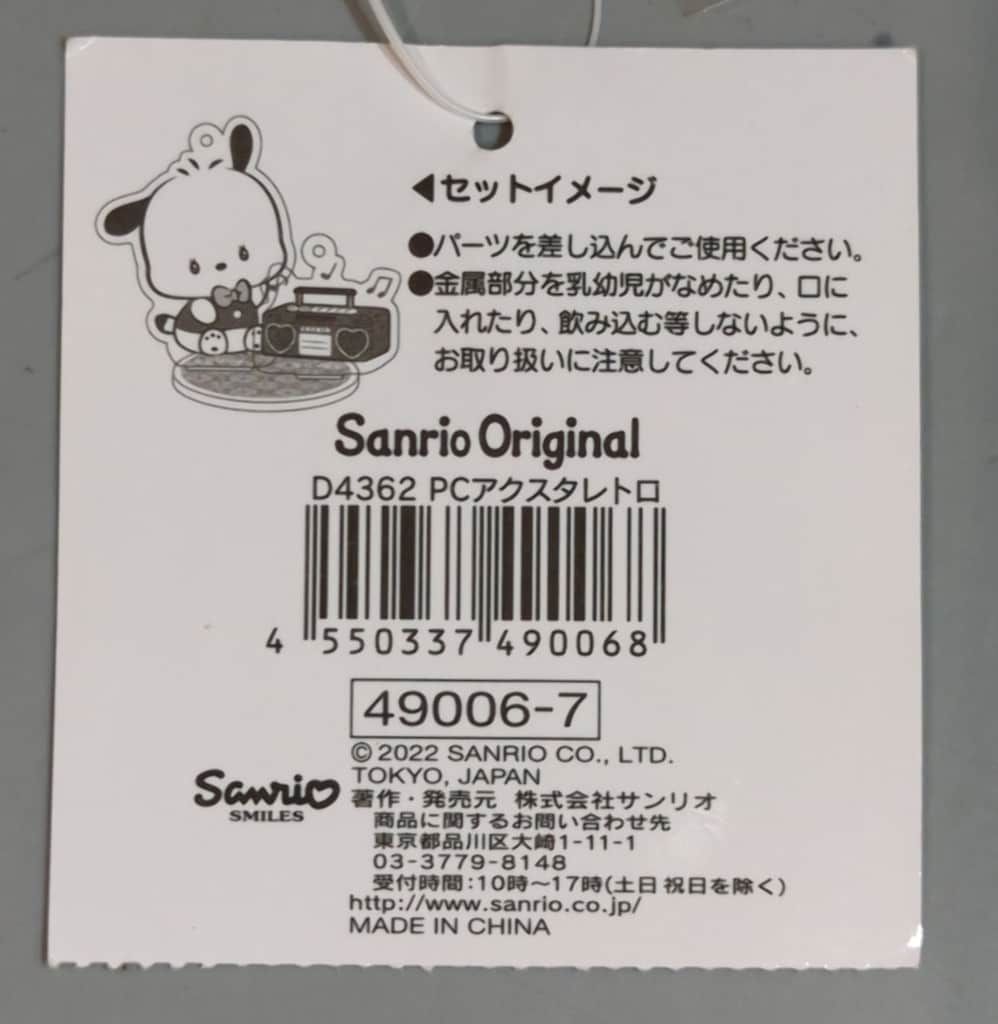 ◀セットイメージ
●パーツを差し込んでご使用ください。
●金属部分を乳幼児がなめたり、口に
入れたり、飲み込む等しないように、
お取り扱いに注意してください。
Sanrio Original
D4362 PCアクスタレトロ
4 550337 490068
49006-7
© 2022 SANRIO CO., LTD.
TOKYO, JAPAN
Sanrio
SMILES
著作・発売元 株式会社サンリオ
商品に関するお問い合わせ先
東京都品川区大崎1-11-1
03-3779-8148
受付時間:10時〜17時(土日 祝日を除く)
http://www.sanrio.co.jp/
MADE IN CHINA